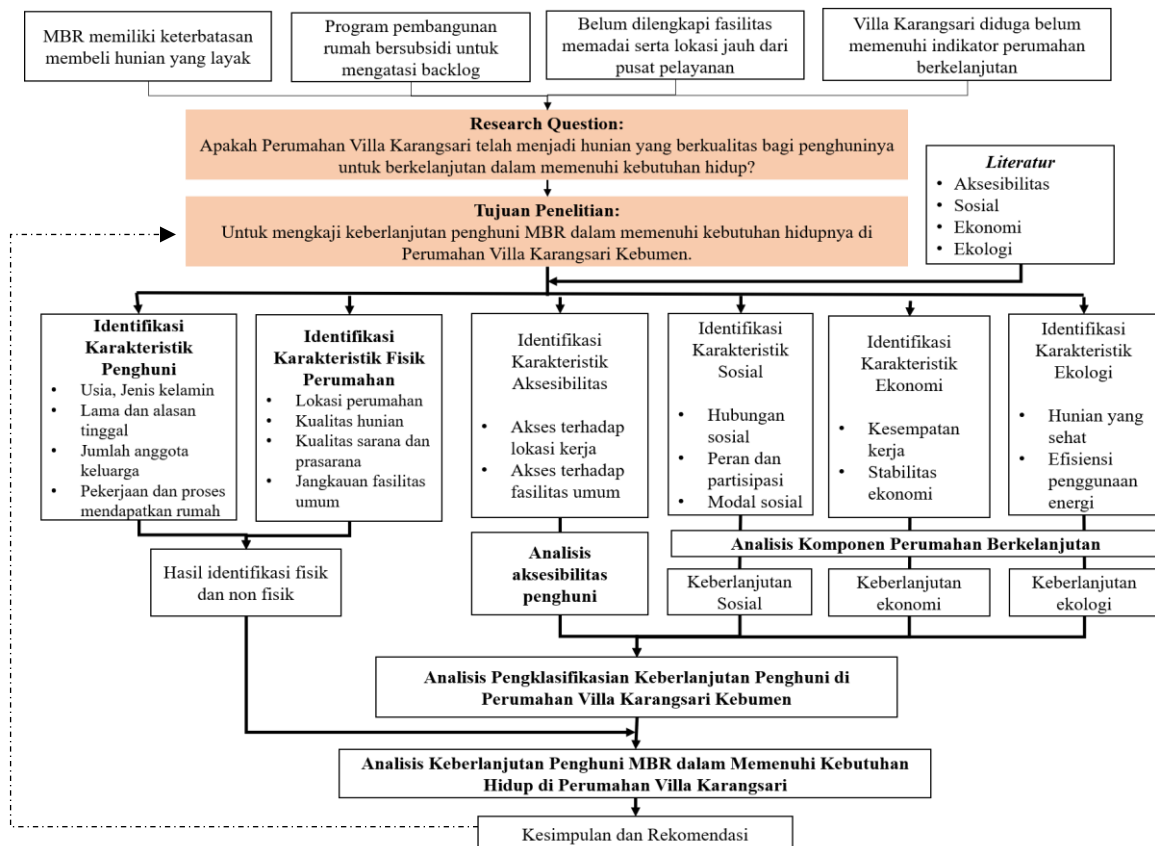 MBR memiliki keterbatasan
membeli hunian yang layak
Program pembangunan
rumah bersubsidi untuk
mengatasi backlog
Belum dilengkapi fasilitas
memadai serta lokasi jauh dari
pusat pelayanan
Villa Karangsari diduga belum
memenuhi indikator perumahan
berkelanjutan
Research Question:
Apakah Perumahan Villa Karangsari telah menjadi hunian yang berkualitas bagi penghuninya
untuk berkelanjutan dalam memenuhi kebutuhan hidup?
Literatur
• Aksesibilitas
• Sosial
• Ekonomi
• Ekologi
Tujuan Penelitian:
Untuk mengkaji keberlanjutan penghuni MBR dalam memenuhi kebutuhan hidupnya di
Perumahan Villa Karangsari Kebumen.
Identifikasi
Karakteristik
Penghuni
• Usia, Jenis kelamin
• Lama dan alasan
tinggal
• Jumlah anggota
keluarga
• Pekerjaan dan proses
mendapatkan rumah
Identifikasi
Karakteristik Fisik
Perumahan
• Lokasi perumahan
• Kualitas hunian
• Kualitas sarana dan
prasarana
• Jangkauan fasilitas
umum
Identifikasi
Karakteristik
Aksesibilitas
• Akses terhadap
lokasi kerja
• Akses terhadap
fasilitas umum
Identifikasi
Karakteristik
Sosial
• Hubungan
sosial
• Peran dan
partisipasi
• Modal sosial
Identifikasi
Karakteristik
Ekonomi
• Kesempatan
kerja
• Stabilitas
ekonomi
Identifikasi
Karakteristik
Ekologi
• Hunian yang
sehat
• Efisiensi
penggunaan
energi
Hasil identifikasi fisik
dan non fisik
Analisis
aksesibilitas
penghuni
Analisis Komponen Perumahan Berkelanjutan
Keberlanjutan
Sosial
Keberlanjutan
ekonomi
Keberlanjutan
ekologi
Analisis Pengklasifikasian Keberlanjutan Penghuni di
Perumahan Villa Karangsari Kebumen
Analisis Keberlanjutan Penghuni MBR dalam Memenuhi Kebutuhan
Hidup di Perumahan Villa Karangsari
Kesimpulan dan Rekomendasi